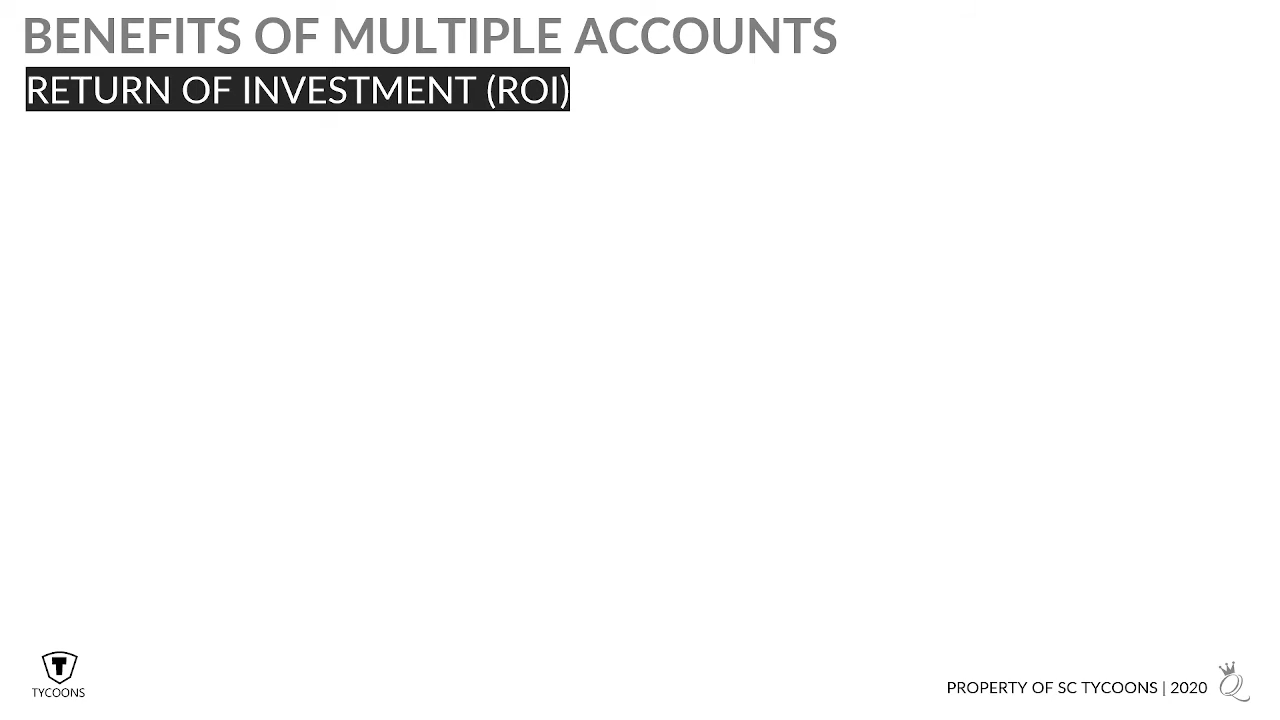 BENEFITS OF MULTIPLE ACCOUNTS
RETURN OF INVESTMENT (ROI)
T
TYCOONS
PROPERTY OF SC TYCOONS | 2020
Q